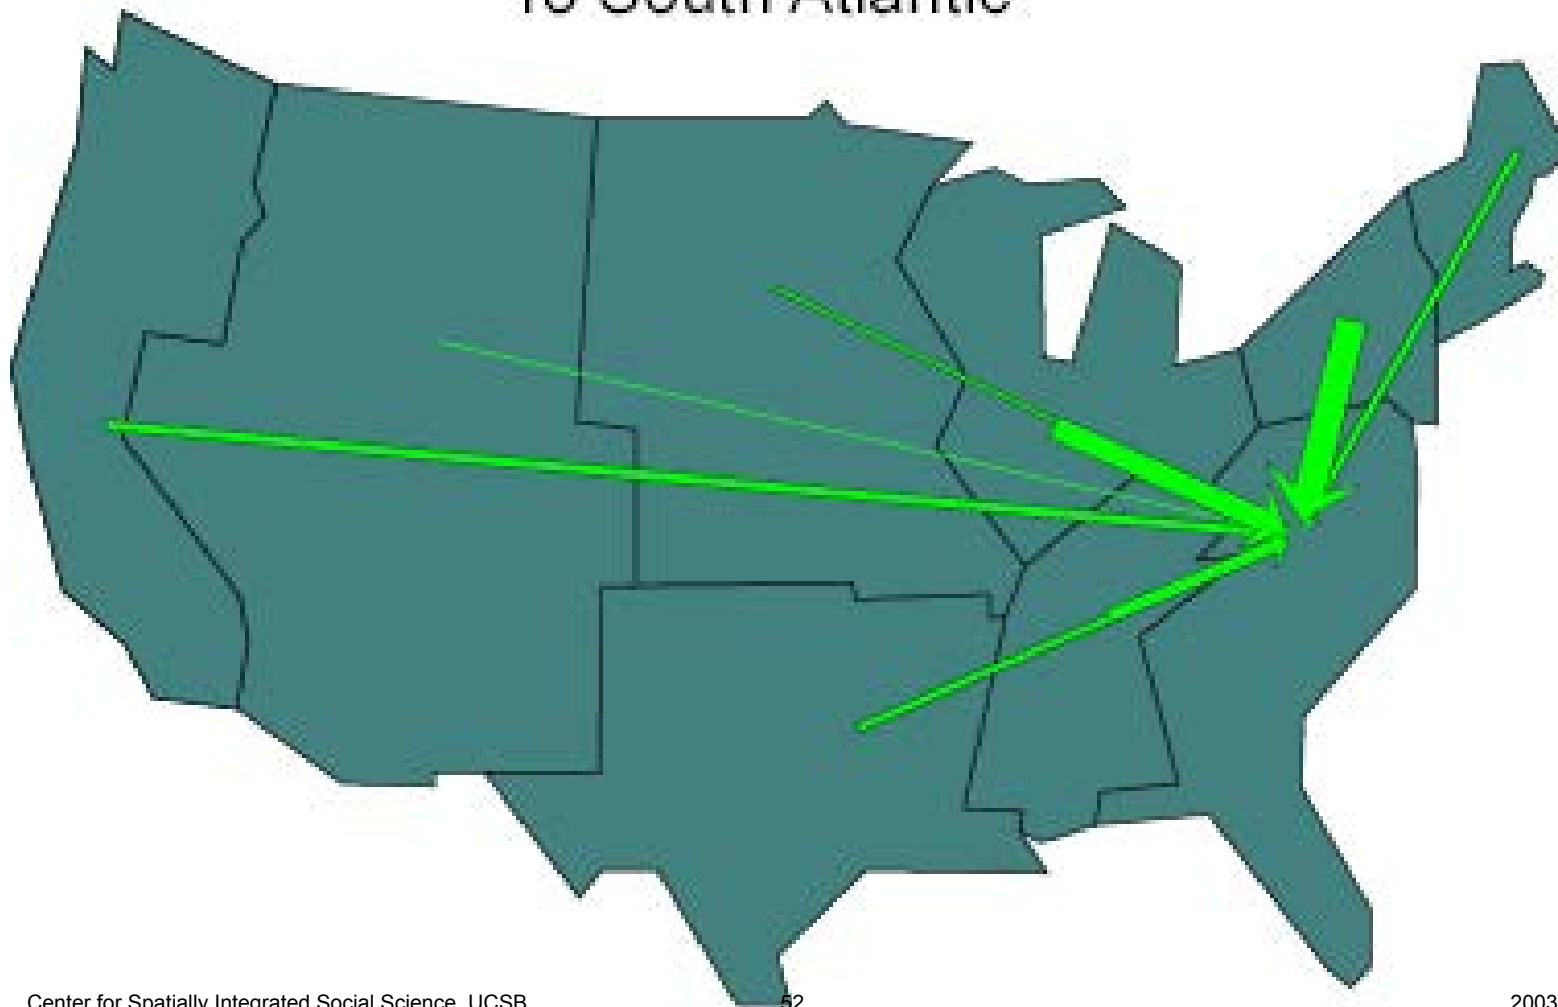 To South Atlantic
Center for Spatially Integrated Social Science, UCSB
52
2003